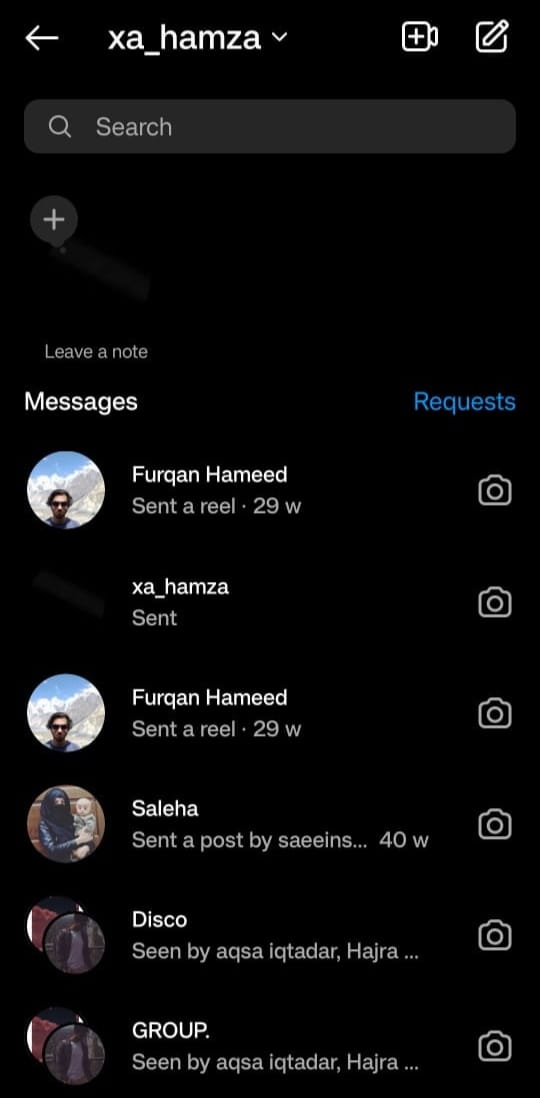 xa_hamza
Search
Leave a note
Messages Requests
Furqan Hameed
Sent a reel · 29 w
xa_hamza
Sent
Furqan Hameed
Sent a reel · 29 w
Saleha
Sent a post by saeeins... 40 w
Disco
Seen by aqsa iqtadar, Hajra ...
GROUP.
Seen by aqsa iqtadar, Hajra ...